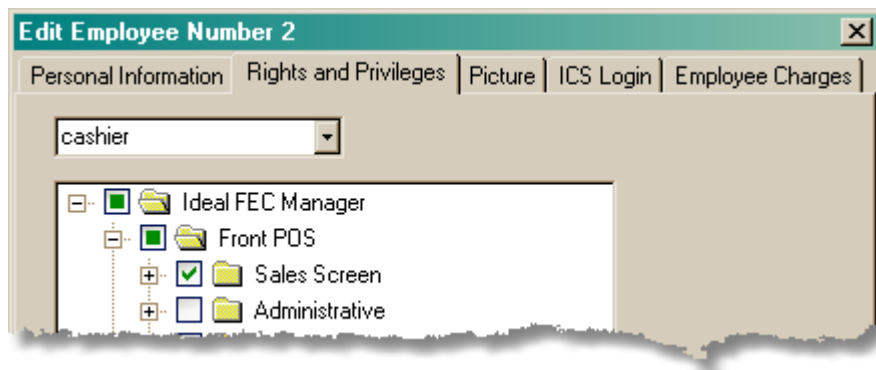 Edit Employee Number 2
Personal Information Rights and Privileges Picture ICS Login Employee Charges
cashier
Ideal FEC Manager
Front POS
Sales Screen
Administrative